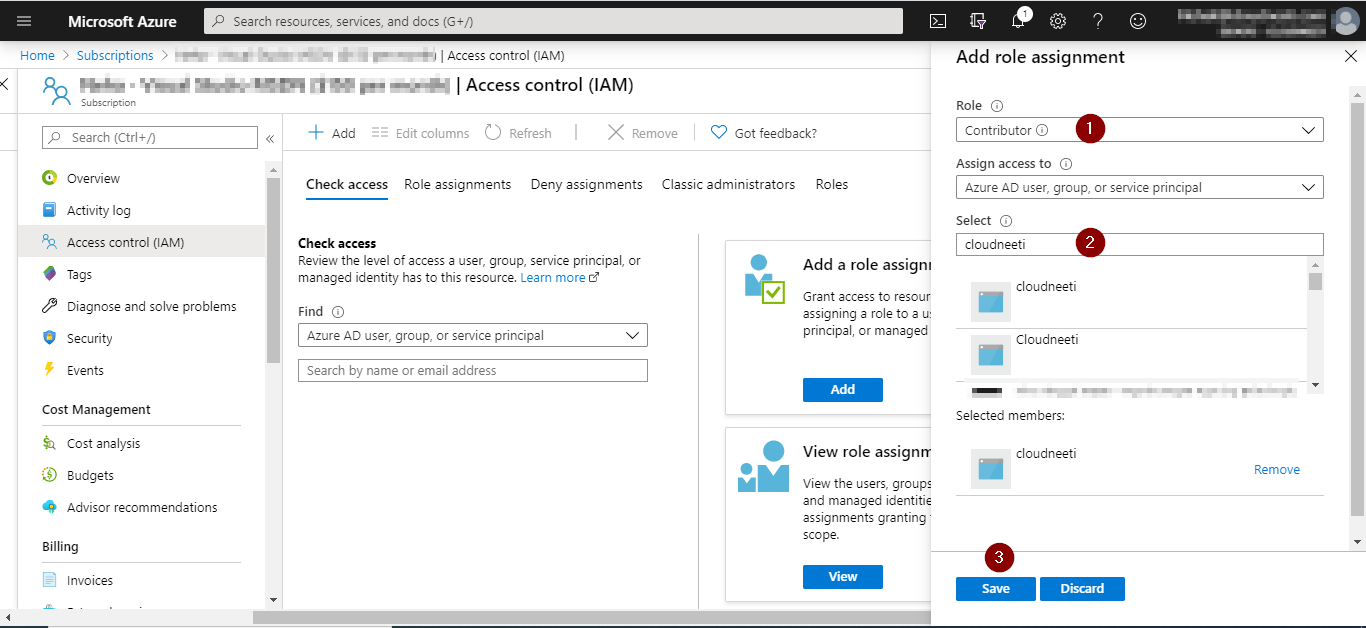 Microsoft Azure
Search resources, services, and docs (G+/)
1
Home > Subscriptions > | Access control (IAM)
| Access control (IAM)
Subscription
Search (Ctrl+/)
«
Overview
Activity log
Access control (IAM)
Tags
Diagnose and solve problems
Security
Events
Cost Management
Cost analysis
Budgets
Advisor recommendations
Billing
Invoices
Add
Edit columns
Refresh
Remove
Got feedback?
Check access
Role assignments
Deny assignments
Classic administrators
Roles
Check access
Review the level of access a user, group, service principal, or
managed identity has to this resource. Learn more
Find
Azure AD user, group, or service principal
Search by name or email address
Add a role assignm
Grant access to resour
assigning a role to a u
principal, or managed
Add
View role assignm
View the users, groups
and managed identitie
assignments granting
scope.
View
Add role assignment
Role
Contributor
1
Assign access to
Azure AD user, group, or service principal
Select
cloudneeti
2
cloudneeti
Cloudneeti
Selected members:
cloudneeti
Remove
3
Save
Discard